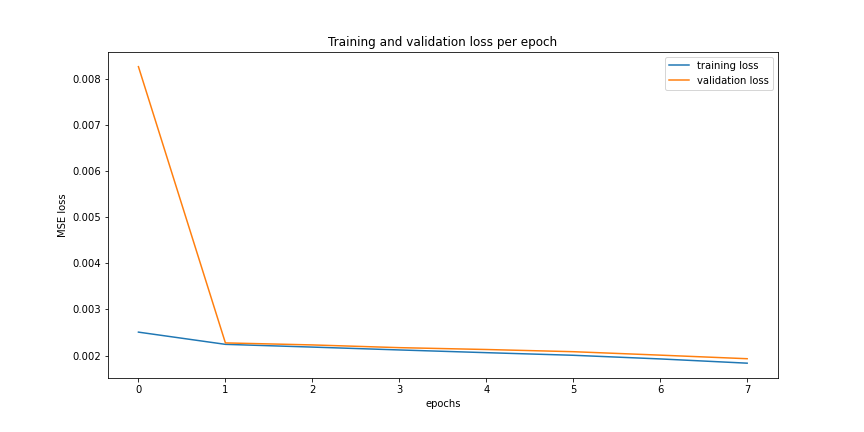 Training and validation loss per epoch
training loss
validation loss
0.008
0.007
0.006
0.005
0.004
0.003
0.002
MSE loss
0 1 2 3 4 5 6 7
epochs